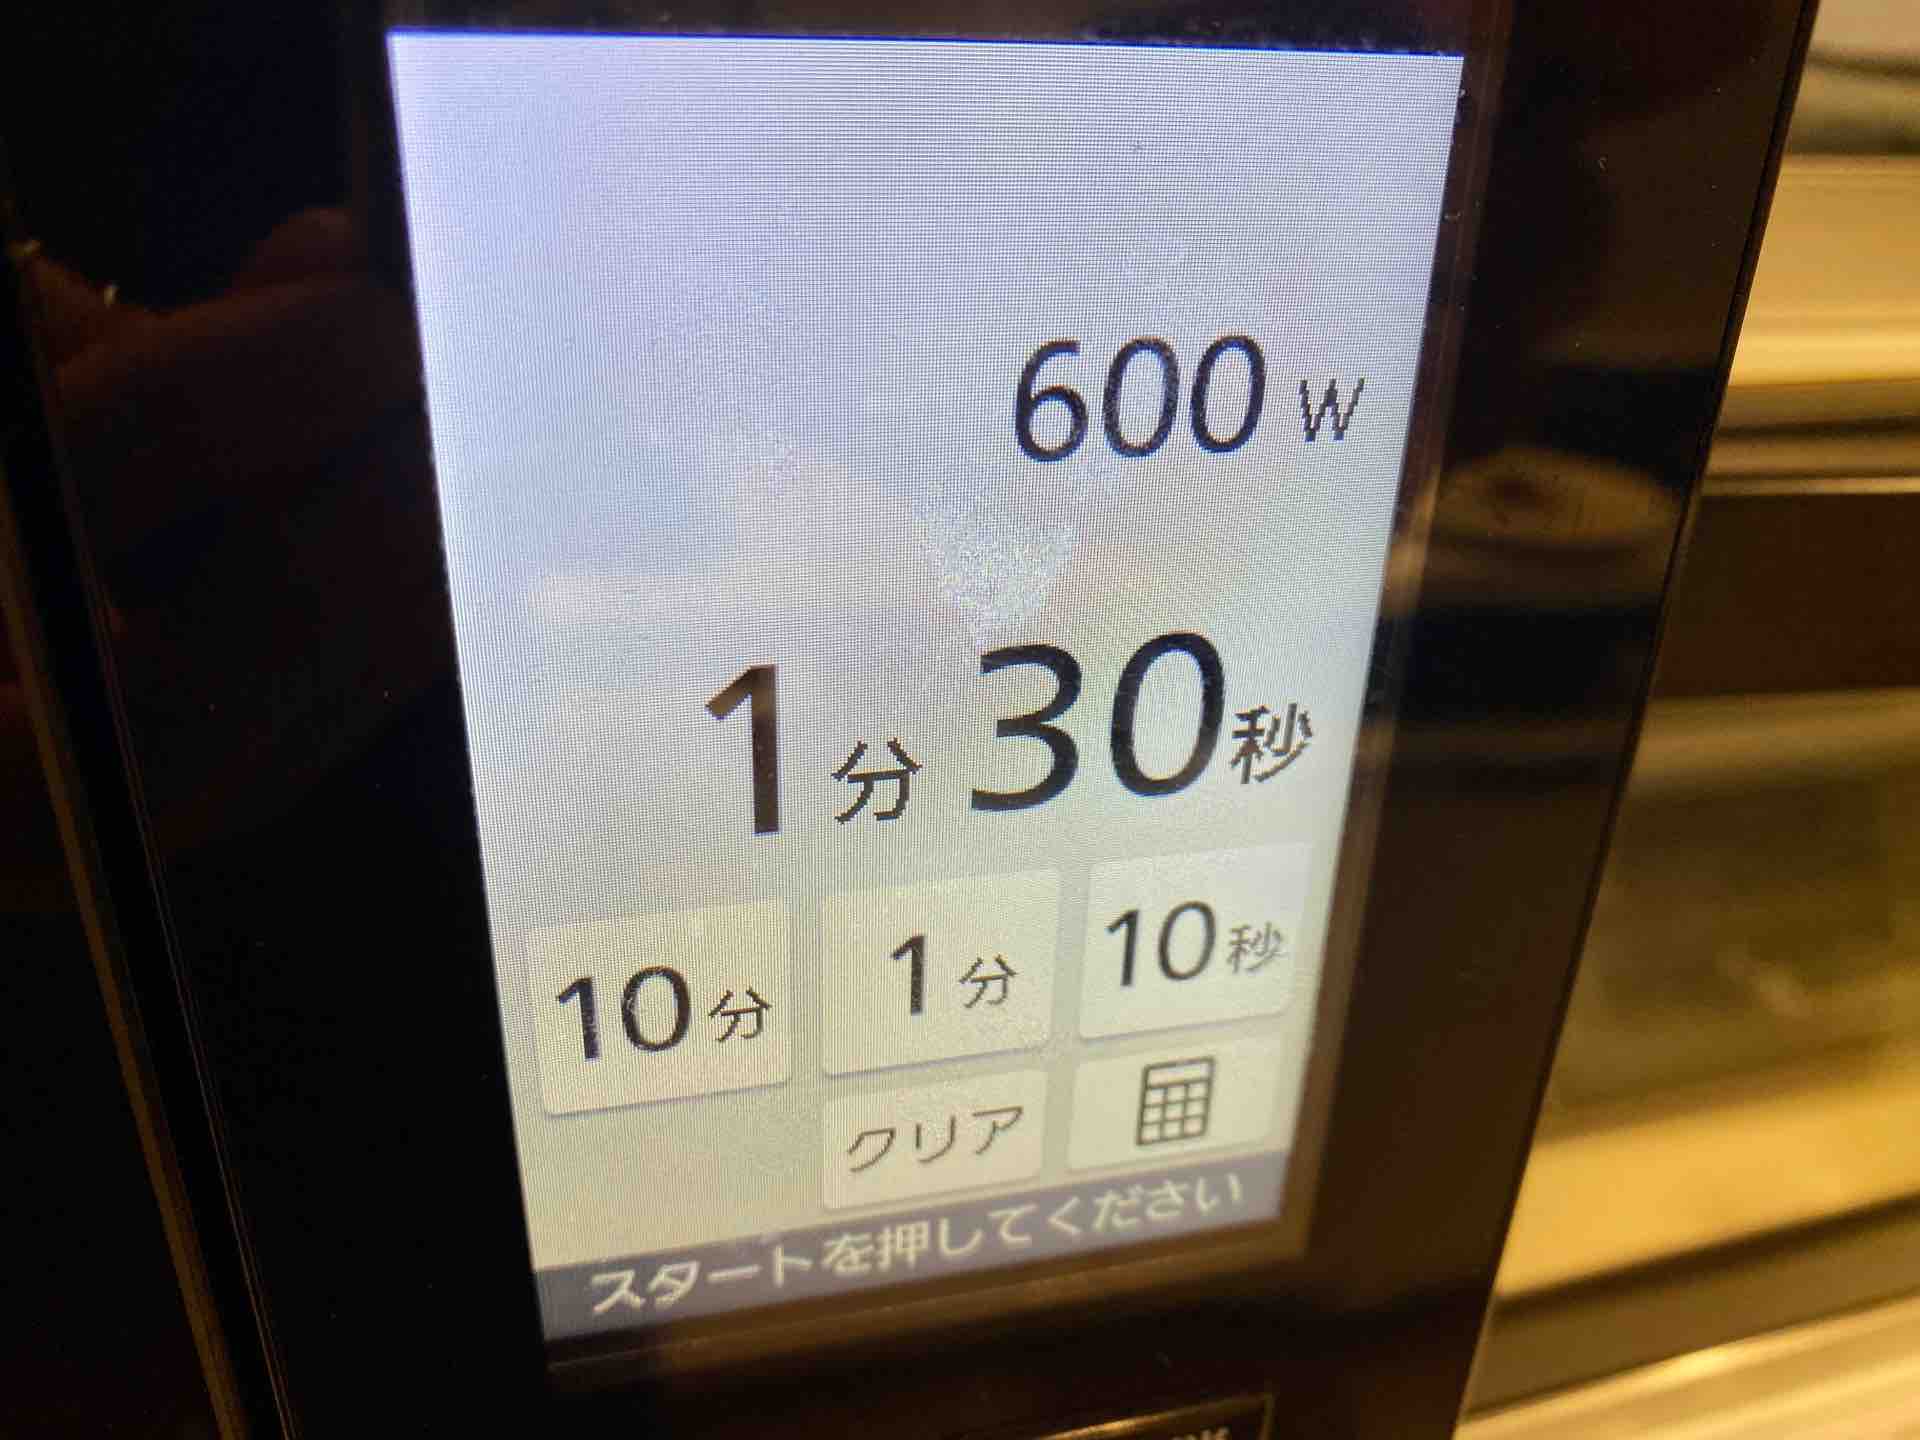 600 W
1分30秒
10分 1分 10秒
クリア
スタートを押してください